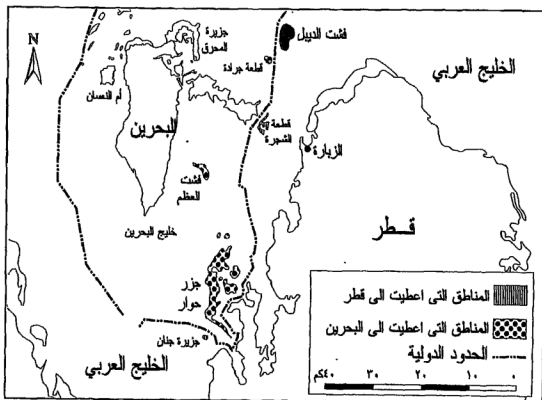 N
جزيرة
المحرق
فشت الديبل
الخليج العربي
قطعة جرادة
أم النسان
البحرين
قطعة
الشجرة
الزبارة
فشت
العظم
قطر
خليج البحرين
جزر
حوار
جزيرة جنان
الخليج العربي
المناطق التى اعطيت الى قطر
المناطق التى اعطيت الى البحرين
الحدود الدولية
٤٠كم ٣٠ ٢٠ ١٠ ٠